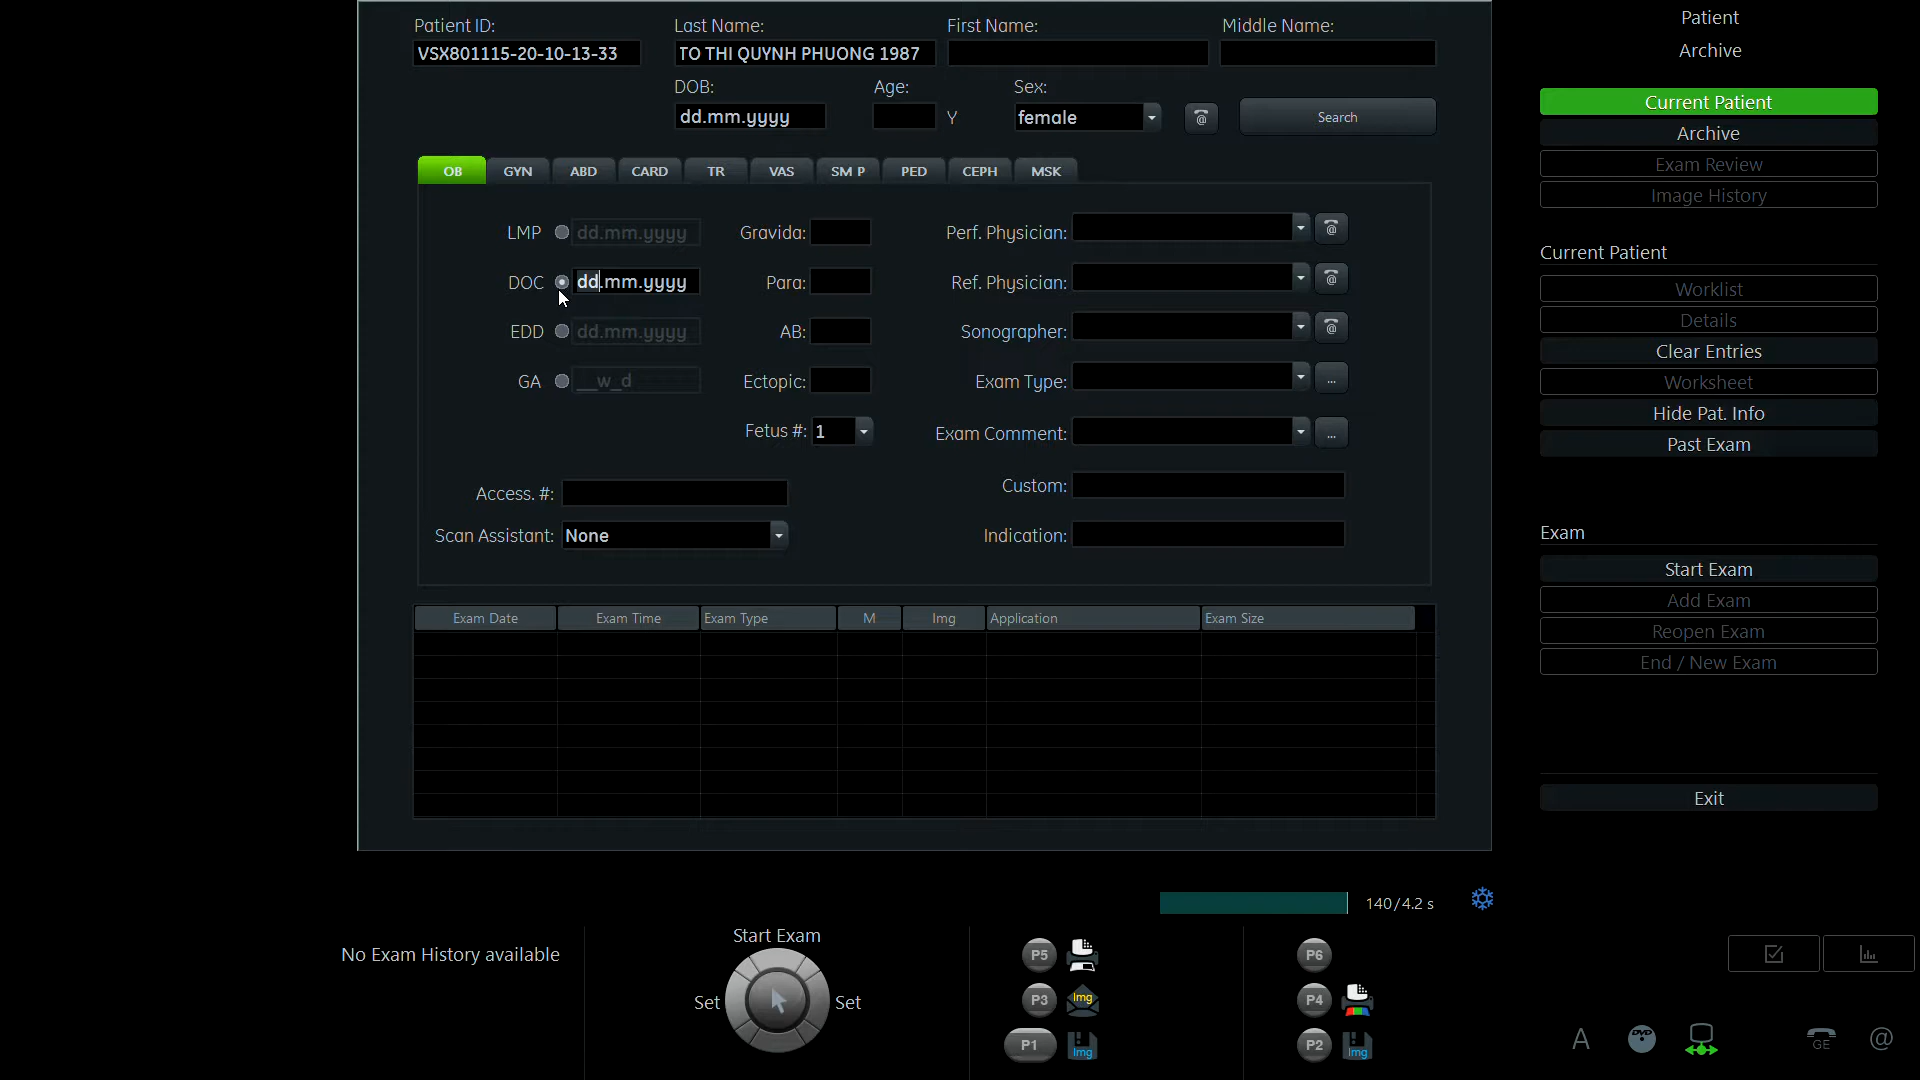 Patient ID: Last Name: First Name: Middle Name:
VSX801115-20-10-13-33 TO THI QUYNH PHUONG 1987
DOB: Age: Sex:
dd.mm.yyyy Y female Search
OB GYN ABD CARD TR VAS SM P PED CEPH MSK
LMP dd.mm.yyyy Gravida: Perf. Physician:
DOC dd.mm.yyyy Para: Ref. Physician:
EDD dd.mm.yyyy AB: Sonographer:
GA __w_d Ectopic: Exam Type: ...
Fetus #: 1 Exam Comment: ...
Access. #: Custom:
Scan Assistant: None Indication:
Exam Date Exam Time Exam Type M Img Application Exam Size
Patient
Archive
Current Patient
Archive
Exam Review
Image History
Current Patient
Worklist
Details
Clear Entries
Worksheet
Hide Pat. Info
Past Exam
Exam
Start Exam
Add Exam
Reopen Exam
End / New Exam
Exit
140/4.2 s
No Exam History available
Start Exam
Set Set
P5 P6
P3 Img P4
P1 Img P2 Img
A DVD GE @